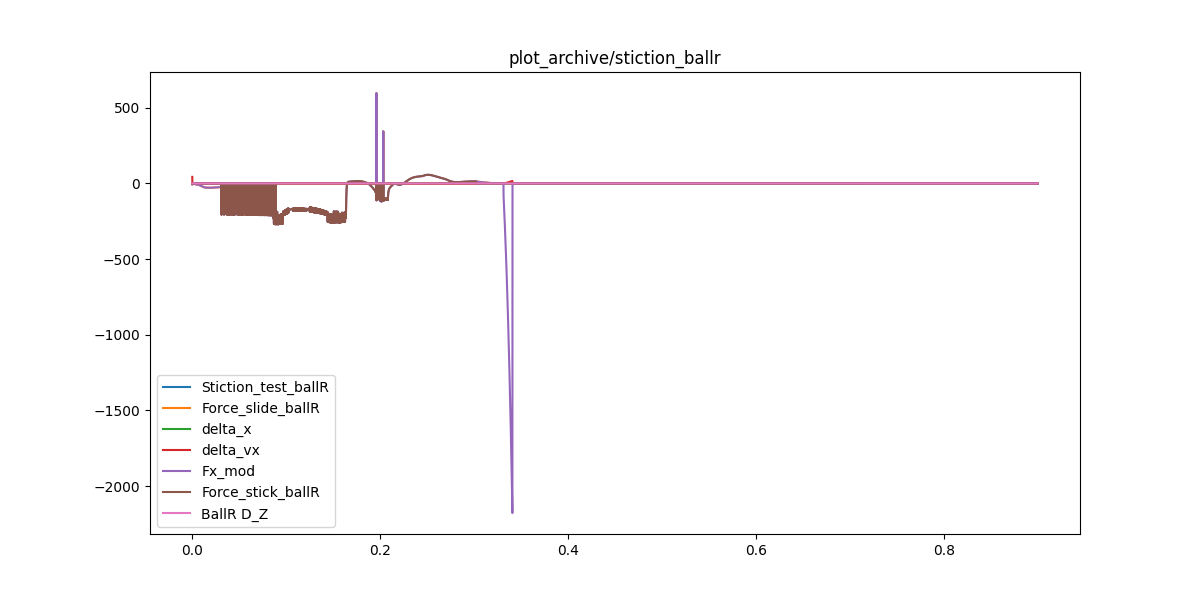 plot_archive/stiction_ballr
500
0
−500
−1000
−1500
−2000
Stiction_test_ballR
Force_slide_ballR
delta_x
delta_vx
Fx_mod
Force_stick_ballR
BallR D_Z
0.0 0.2 0.4 0.6 0.8